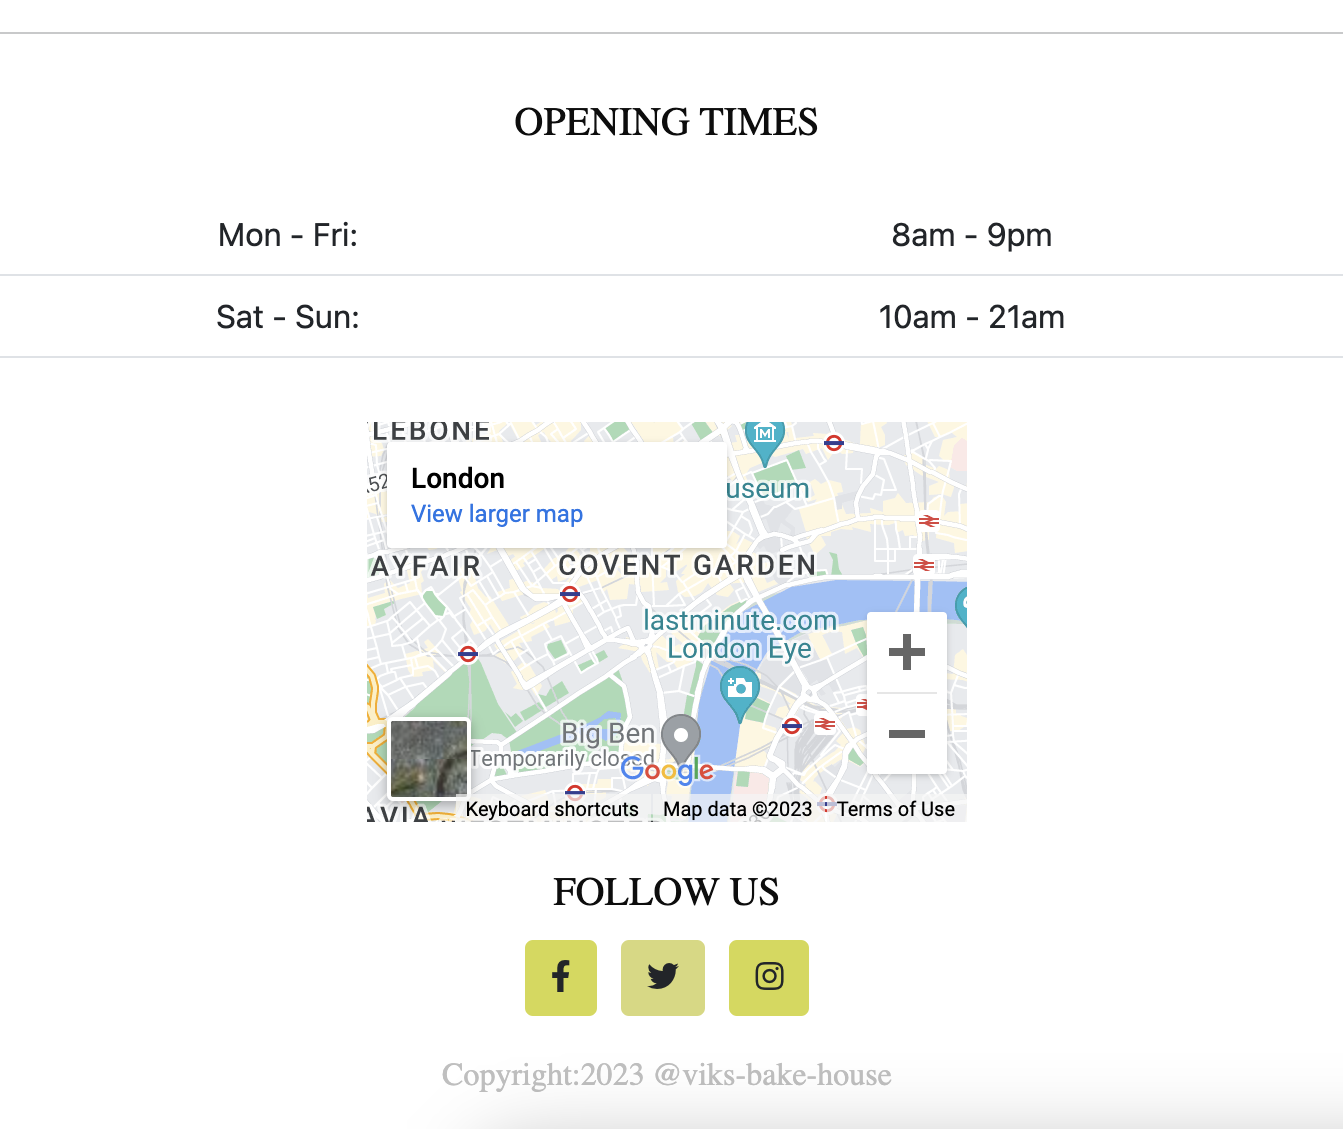 OPENING TIMES
Mon - Fri: 8am - 9pm
Sat - Sun: 10am - 21am
LEBONE
London
View larger map
useum
AYFAIR
COVENT GARDEN
lastminute.com
London Eye
Big Ben
Temporarily closed
Google
AVIA
Keyboard shortcuts Map data ©2023 Terms of Use
FOLLOW US
Copyright:2023 @viks-bake-house